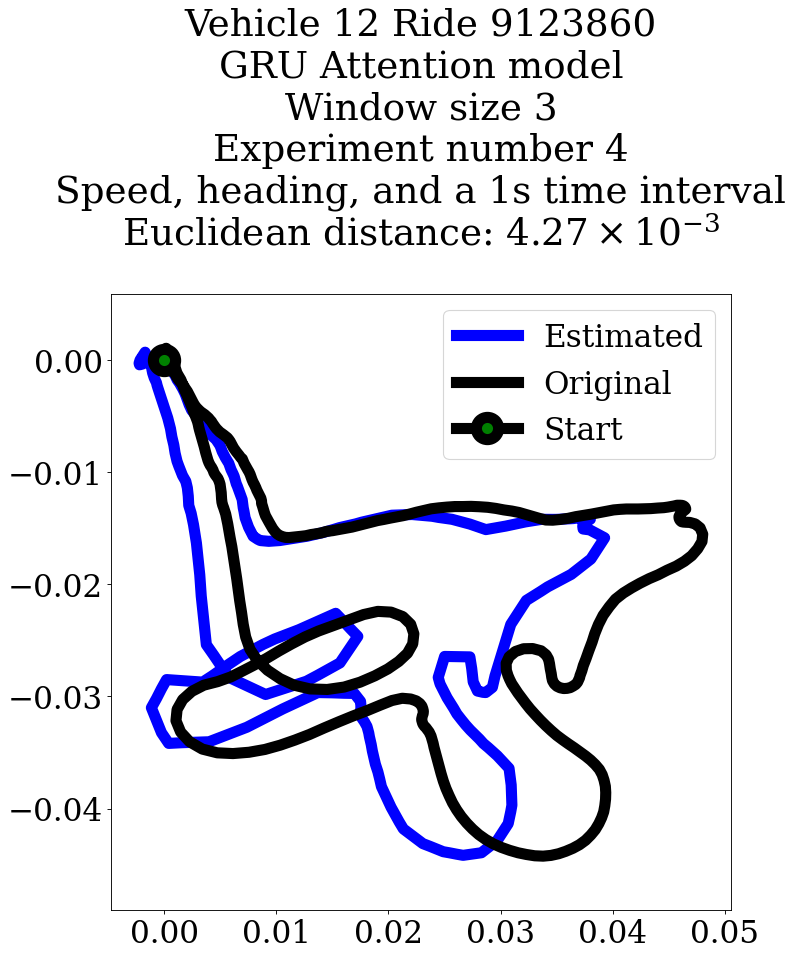 Vehicle 12 Ride 9123860
GRU Attention model
Window size 3
Experiment number 4
Speed, heading, and a 1s time interval
Euclidean distance: 4.27 × 10⁻³
Estimated
Original
Start
0.00
−0.01
−0.02
−0.03
−0.04
0.00 0.01 0.02 0.03 0.04 0.05